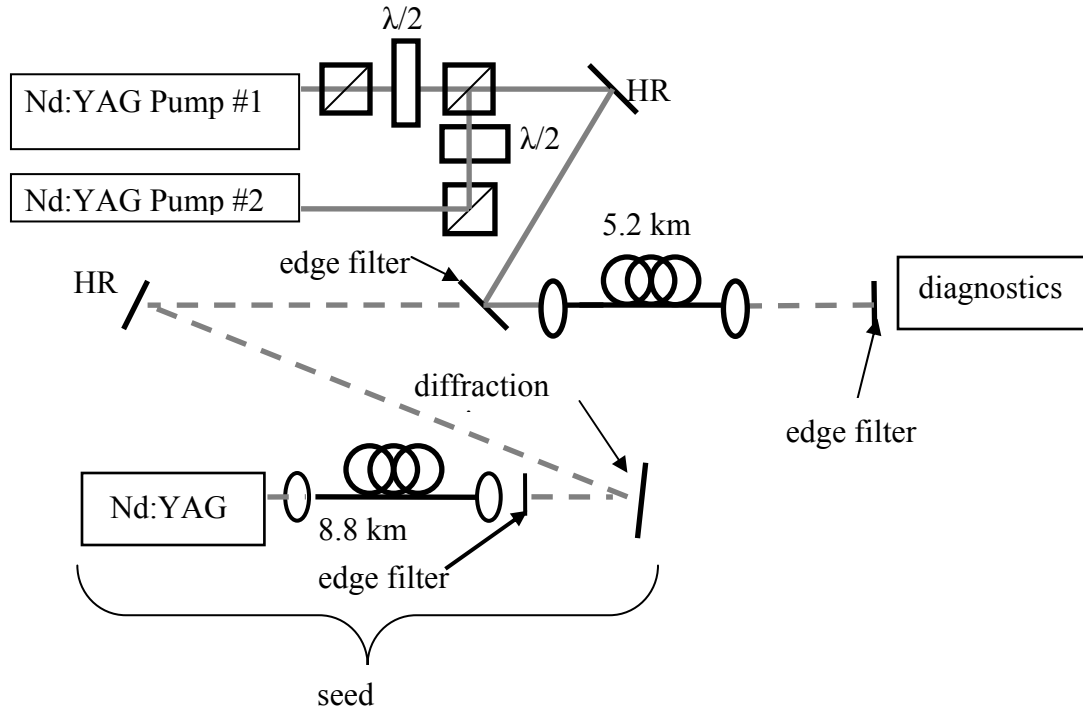 λ/2
Nd:YAG Pump #1
HR
λ/2
Nd:YAG Pump #2
5.2 km
edge filter
HR
diagnostics
diffraction
edge filter
Nd:YAG
8.8 km
edge filter
seed